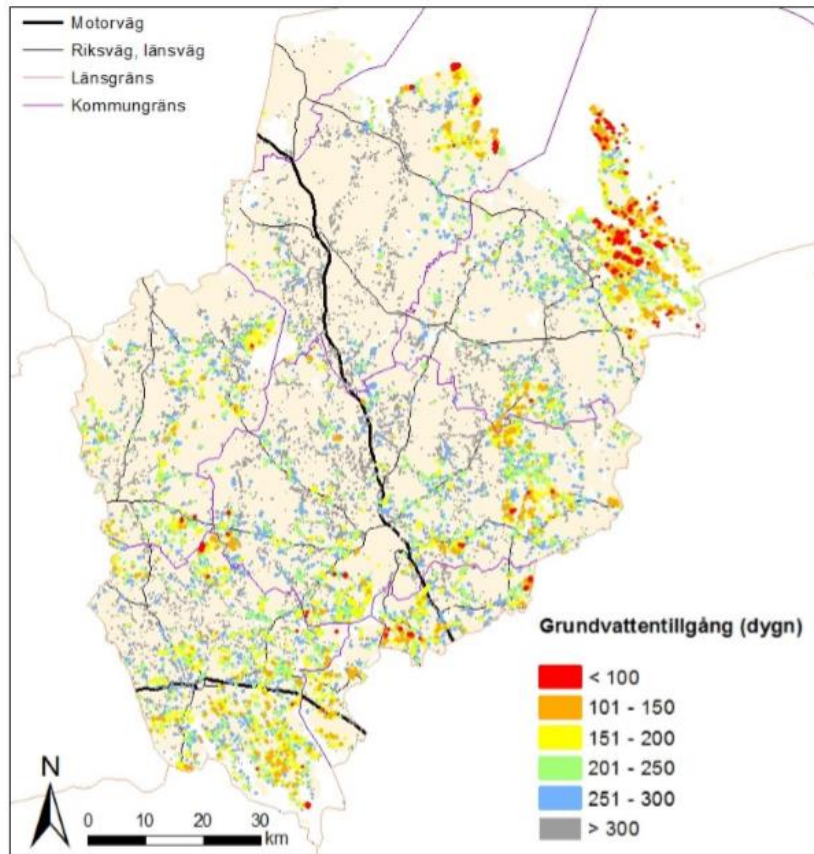 Motorväg
Riksväg, länsväg
Länsgräns
Kommungräns
Grundvattentillgång (dygn)
< 100
101 - 150
151 - 200
201 - 250
251 - 300
> 300
N
0 10 20 30
km